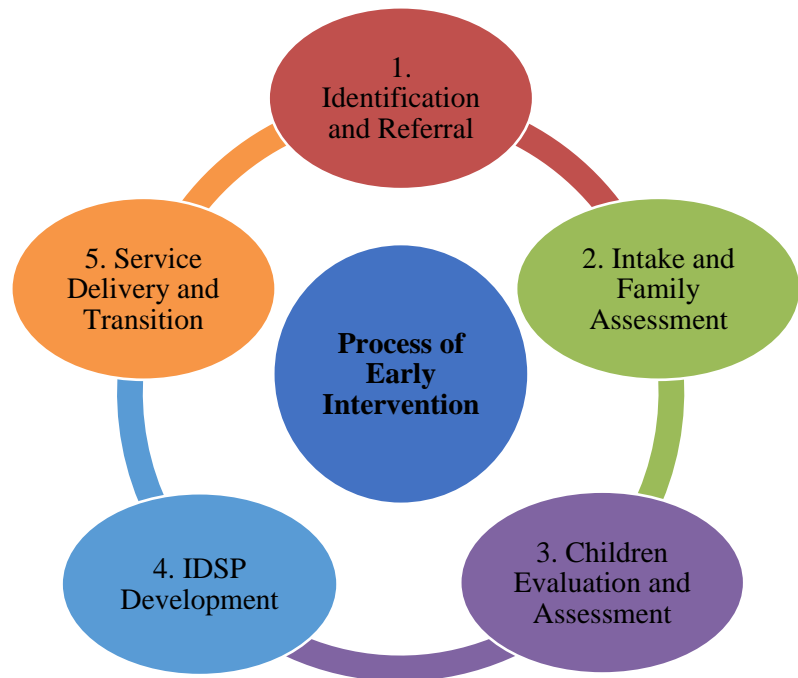 1.
Identification
and Referral
2. Intake and
Family
Assessment
3. Children
Evaluation and
Assessment
4. IDSP
Development
5. Service
Delivery and
Transition
Process of
Early
Intervention